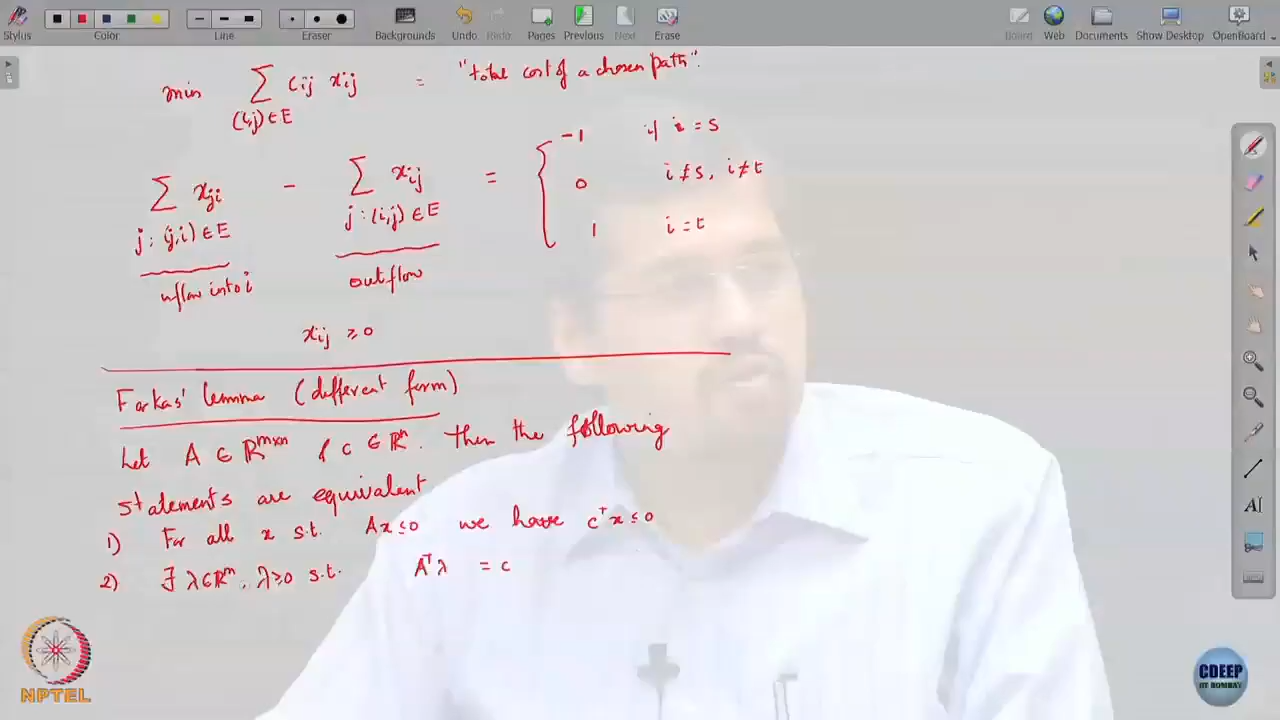 Stylus
Color
Line
Eraser
Backgrounds
Undo
Redo
Pages
Previous
Next
Erase
Board
Web
Documents
Show Desktop
OpenBoard
min ∑ cij xij = "total cost of a chosen path".
(i,j) ∈ E
∑ xji - ∑ xij = { -1 if i = s
0 i ≠ s, i ≠ t
1 i = t
j : (j,i) ∈ E j : (i,j) ∈ E
inflow into i outflow
xij ≥ 0
Farkas' lemma (different form)
Let A ∈ ℝ^{m×n} & c ∈ ℝ^n. Then the following
statements are equivalent
1) For all x s.t. Ax ≤ 0 we have c^T x ≤ 0
2) ∃ λ ∈ ℝ^m, λ ≥ 0 s.t. A^T λ = c
NPTEL
CDEEP
IIT BOMBAY